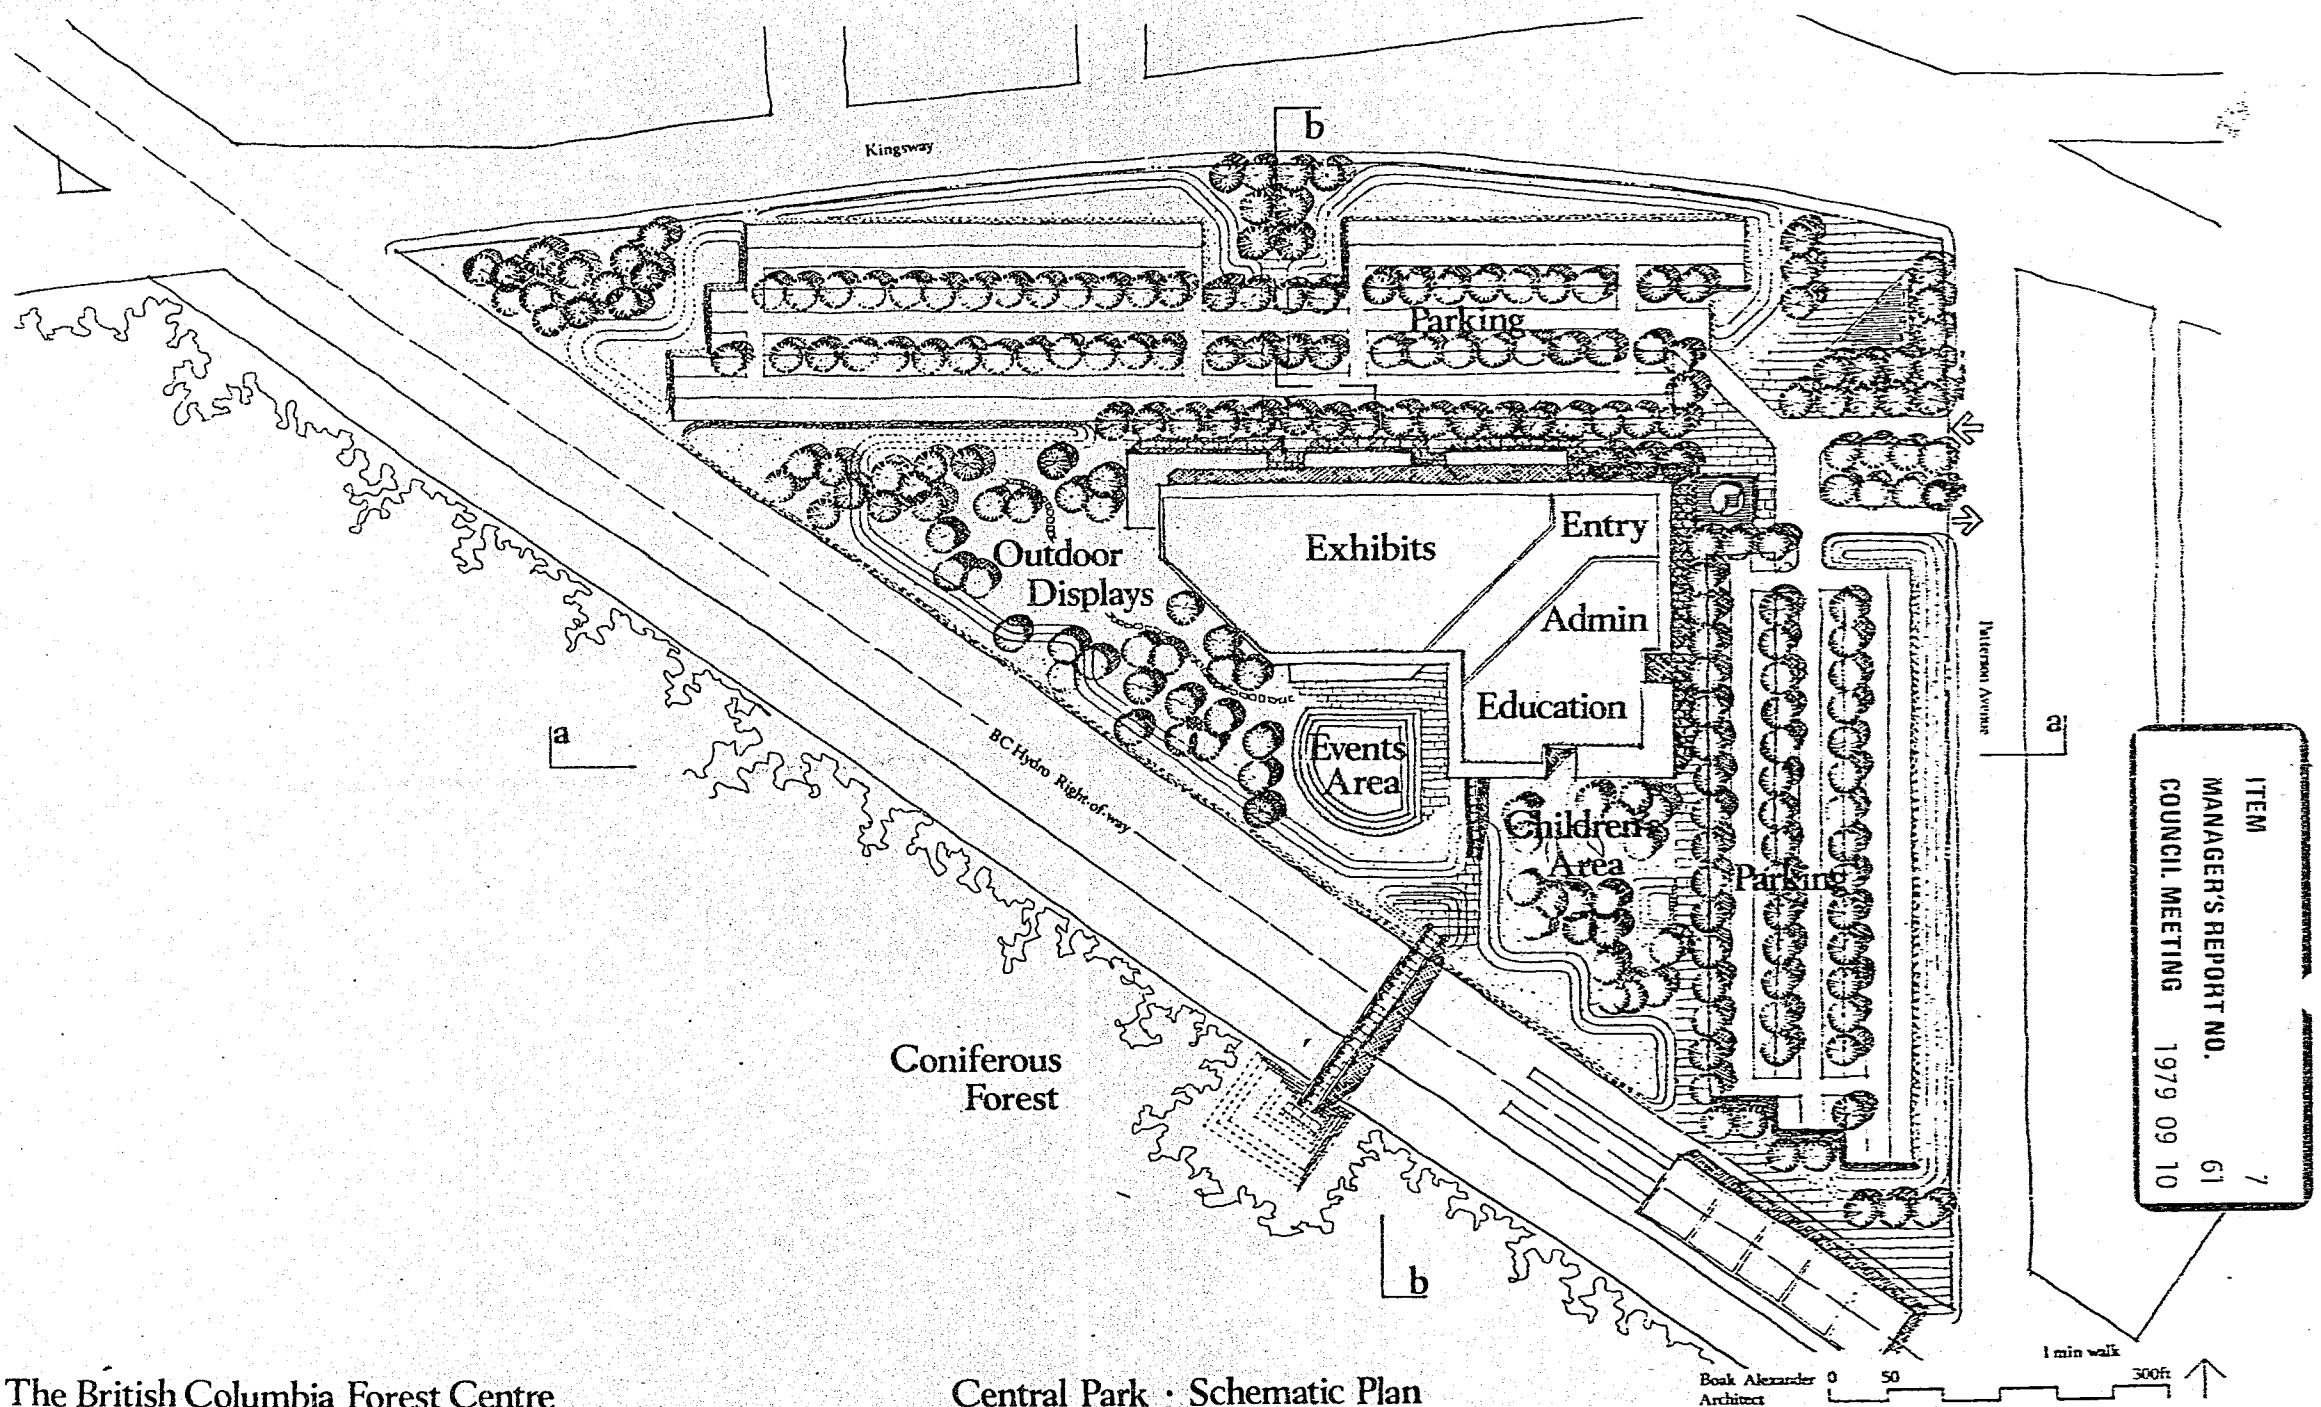 b
Kingsway
Parking
Exhibits
Entry
Outdoor
Displays
Admin
Education
Patterson Avenue
a
a
BC Hydro Right-of-way
Events
Area
Children
Area
Parking
ITEM 7
MANAGER'S REPORT NO. 61
COUNCIL MEETING 1979 09 10
Coniferous
Forest
b
1 min walk
Boak Alexander
Architect
0 50 300ft
The British Columbia Forest Centre
Central Park · Schematic Plan